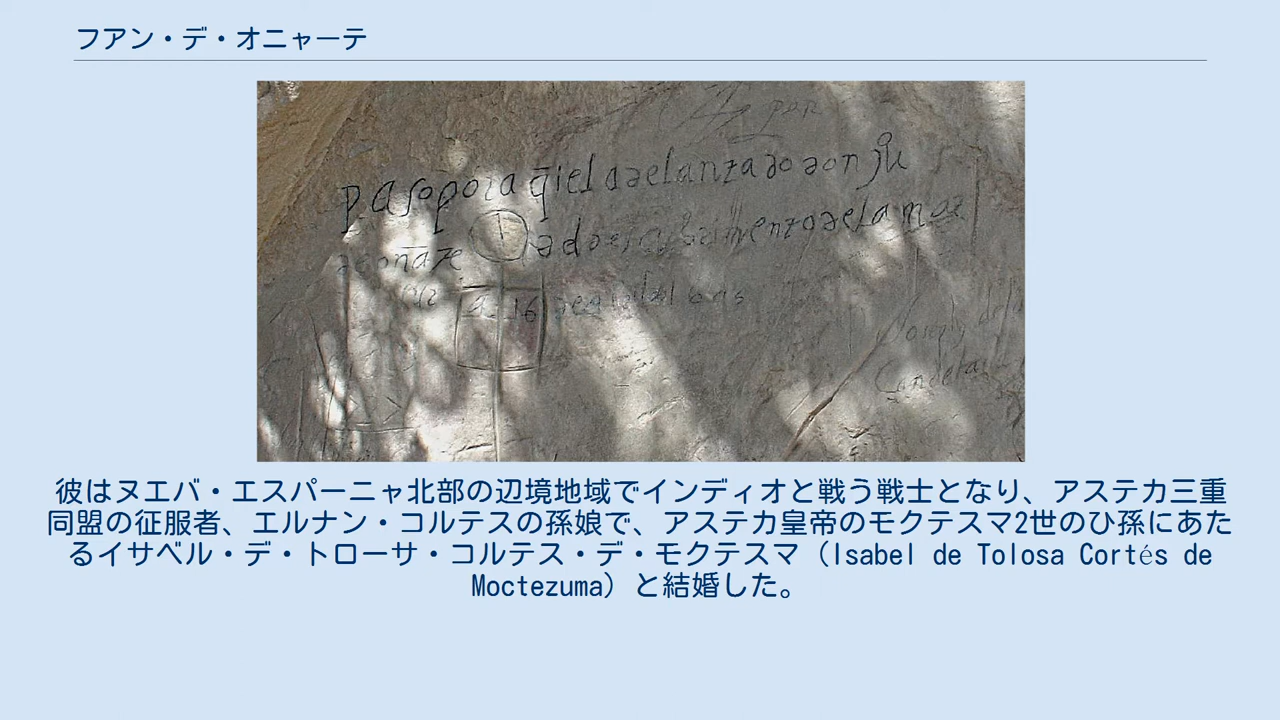 フアン・デ・オニャーテ
paso por aq̄i el adelantado don ju
de oñate
del a mar
a 16
彼はヌエバ・エスパーニャ北部の辺境地域でインディオと戦う戦士となり、アステカ三重
同盟の征服者、エルナン・コルテスの孫娘で、アステカ皇帝のモクテスマ2世のひ孫にあた
るイサベル・デ・トローサ・コルテス・デ・モクテスマ（Isabel de Tolosa Cortés de
Moctezuma）と結婚した。